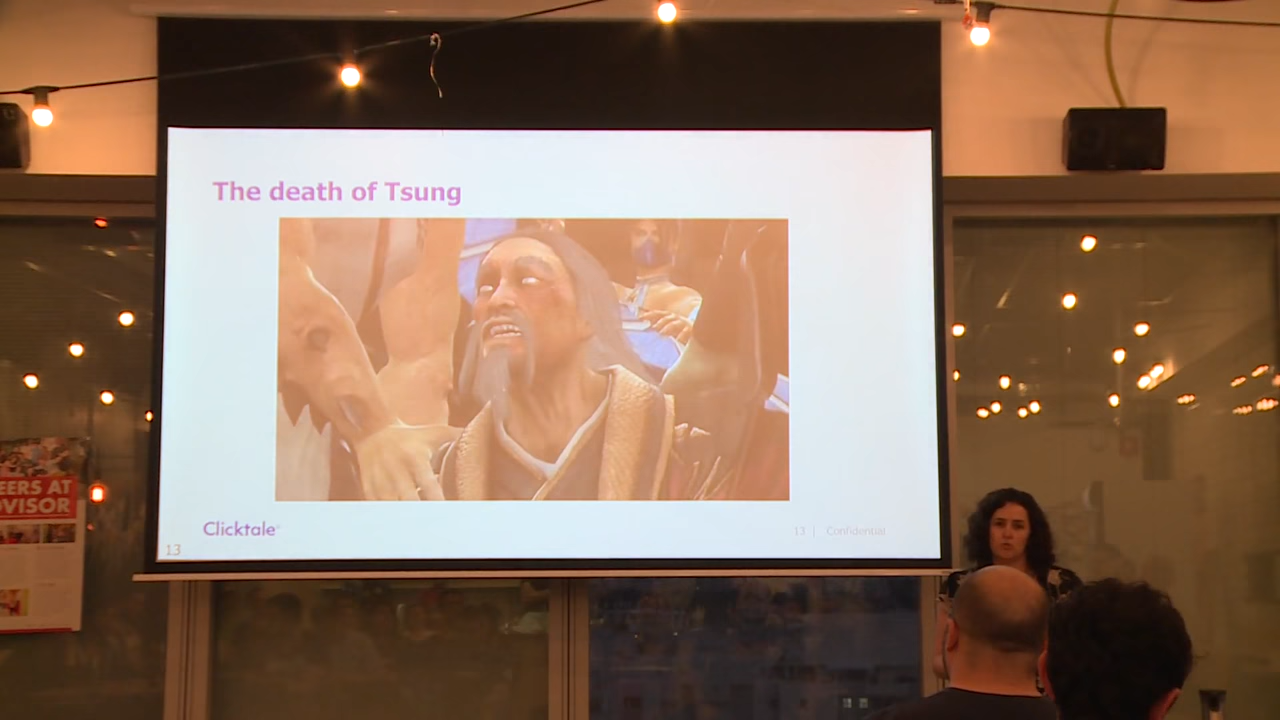 The death of Tsung
Clicktale
13 | Confidential
13
EERS AT
VISOR